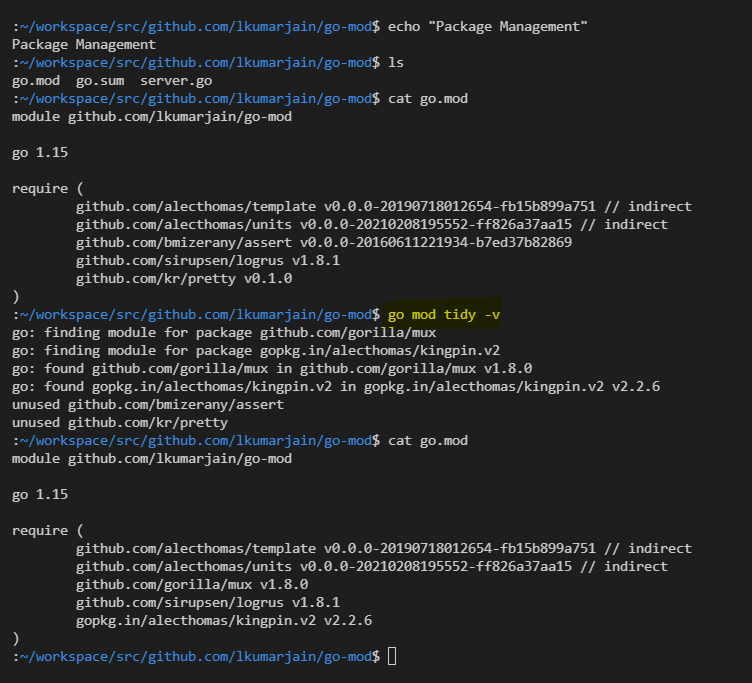 :~/workspace/src/github.com/lkumarjain/go-mod$ echo "Package Management"
Package Management
:~/workspace/src/github.com/lkumarjain/go-mod$ ls
go.mod  go.sum  server.go
:~/workspace/src/github.com/lkumarjain/go-mod$ cat go.mod
module github.com/lkumarjain/go-mod

go 1.15

require (
        github.com/alecthomas/template v0.0.0-20190718012654-fb15b899a751 // indirect
        github.com/alecthomas/units v0.0.0-20210208195552-ff826a37aa15 // indirect
        github.com/bmizerany/assert v0.0.0-20160611221934-b7ed37b82869
        github.com/sirupsen/logrus v1.8.1
        github.com/kr/pretty v0.1.0
)
:~/workspace/src/github.com/lkumarjain/go-mod$ go mod tidy -v
go: finding module for package github.com/gorilla/mux
go: finding module for package gopkg.in/alecthomas/kingpin.v2
go: found github.com/gorilla/mux in github.com/gorilla/mux v1.8.0
go: found gopkg.in/alecthomas/kingpin.v2 in gopkg.in/alecthomas/kingpin.v2 v2.2.6
unused github.com/bmizerany/assert
unused github.com/kr/pretty
:~/workspace/src/github.com/lkumarjain/go-mod$ cat go.mod
module github.com/lkumarjain/go-mod

go 1.15

require (
        github.com/alecthomas/template v0.0.0-20190718012654-fb15b899a751 // indirect
        github.com/alecthomas/units v0.0.0-20210208195552-ff826a37aa15 // indirect
        github.com/gorilla/mux v1.8.0
        github.com/sirupsen/logrus v1.8.1
        gopkg.in/alecthomas/kingpin.v2 v2.2.6
)
:~/workspace/src/github.com/lkumarjain/go-mod$